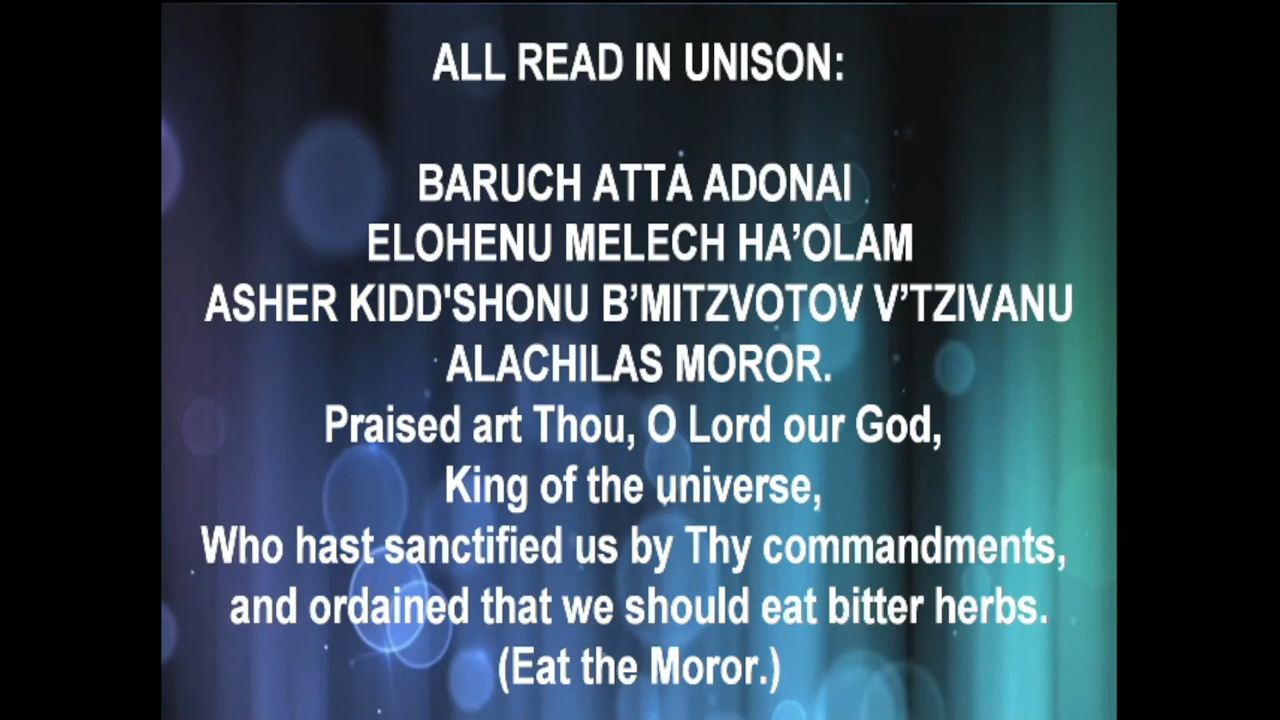 ALL READ IN UNISON:
BARUCH ATTA ADONAI
ELOHENU MELECH HA’OLAM
ASHER KIDD'SHONU B’MITZVOTOV V’TZIVANU
ALACHILAS MOROR.
Praised art Thou, O Lord our God,
King of the universe,
Who hast sanctified us by Thy commandments,
and ordained that we should eat bitter herbs.
(Eat the Moror.)